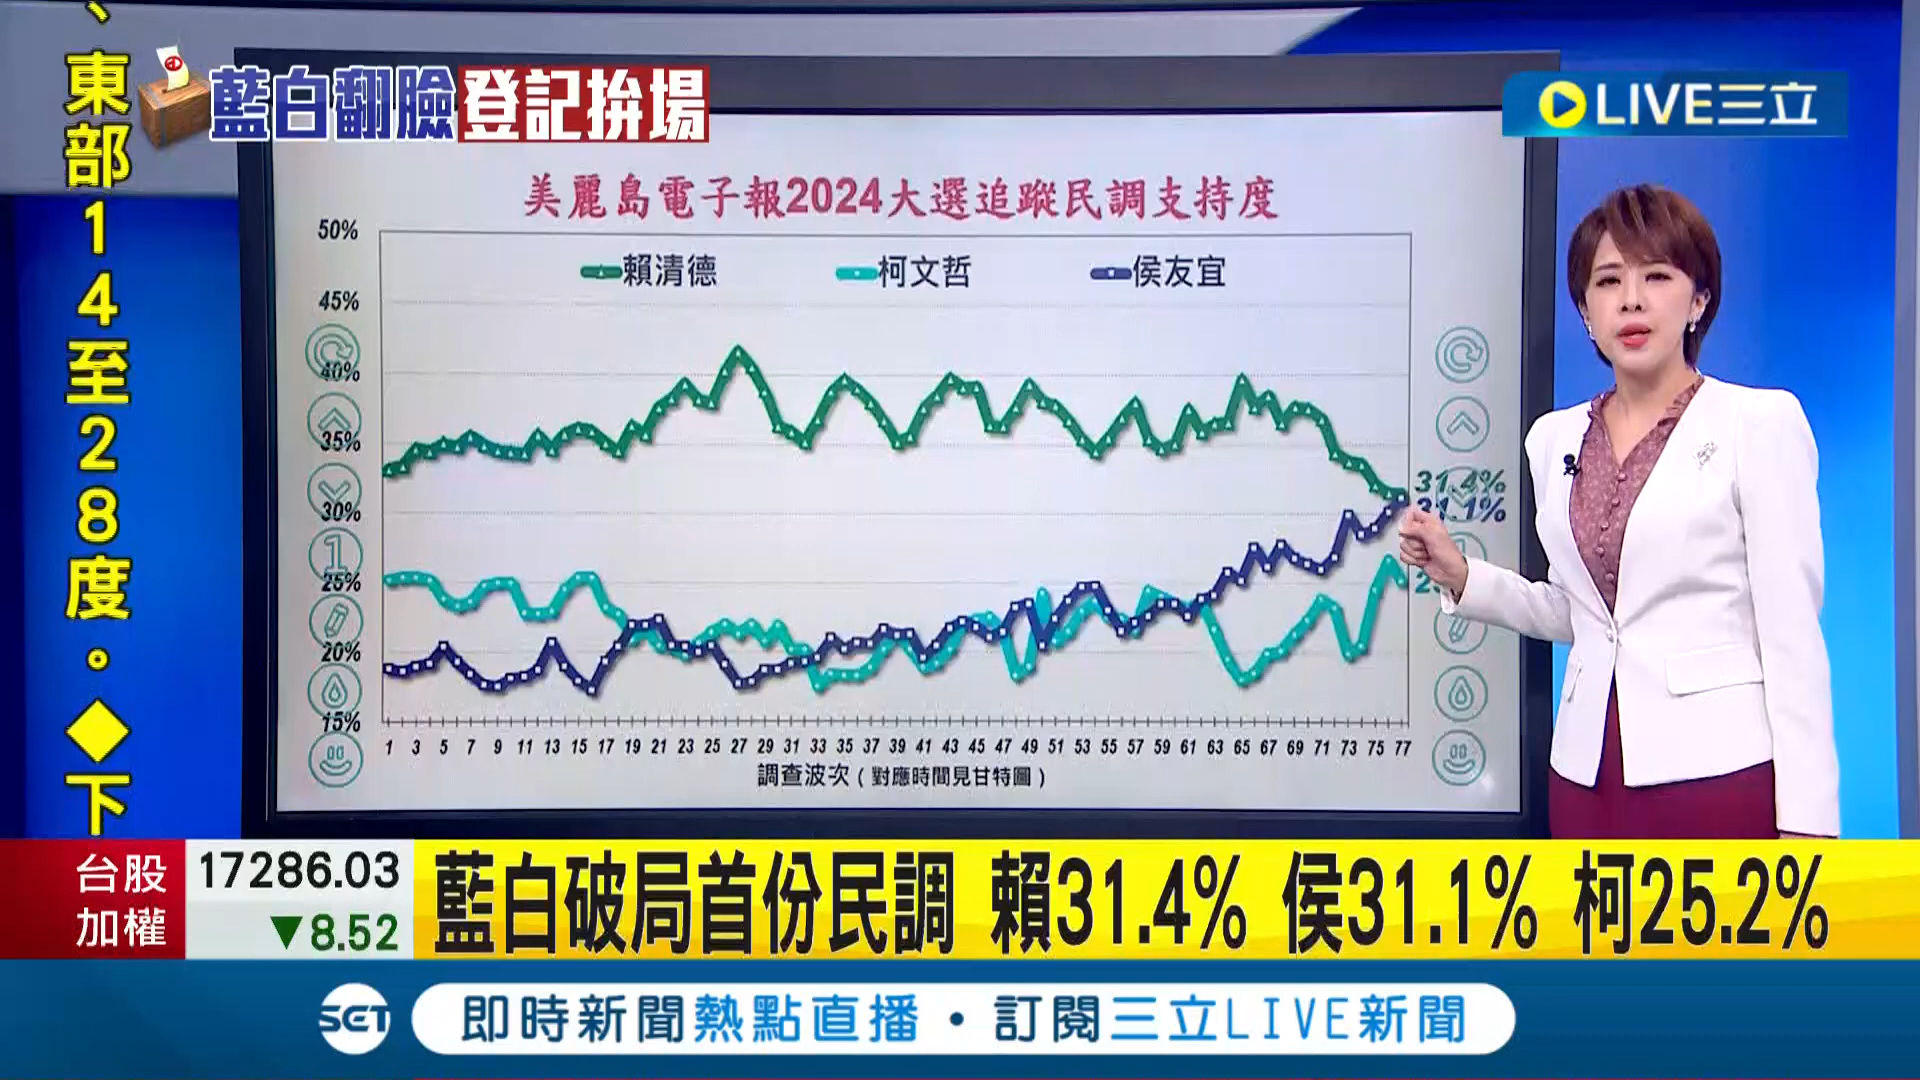 、東部14至28度。◆下
藍白翻臉登記拚場
LIVE三立
美麗島電子報2024大選追蹤民調支持度
賴清德 柯文哲 侯友宜
50%
45%
40%
35%
30%
25%
20%
15%
31.4%
31.1%
1 3 5 7 9 11 13 15 17 19 21 23 25 27 29 31 33 35 37 39 41 43 45 47 49 51 53 55 57 59 61 63 65 67 69 71 73 75 77
調查波次(對應時間見甘特圖)
台股
加權
17286.03
▼8.52
藍白破局首份民調 賴31.4% 侯31.1% 柯25.2%
SET
即時新聞熱點直播・訂閱三立LIVE新聞